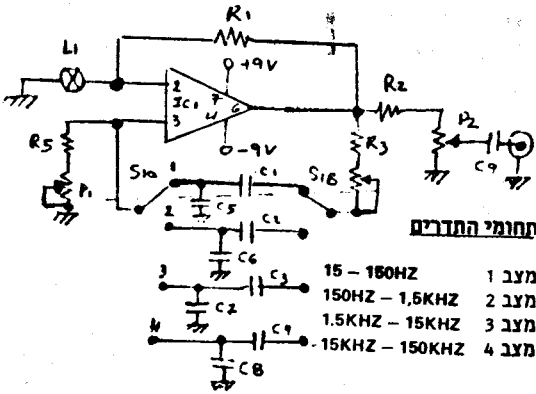 R1
L1
+9V
2
7
IC1
6
4
3
-9V
R2
P2
C9
R5
R3
P1
S1a
1
C1
S1B
C5
2
C2
C6
3
C3
C7
4
C4
C8
תחומי התדרים
מצב 1 15 – 150HZ
מצב 2 150HZ – 1,5KHZ
מצב 3 1.5KHZ – 15KHZ
מצב 4 15KHZ – 150KHZ